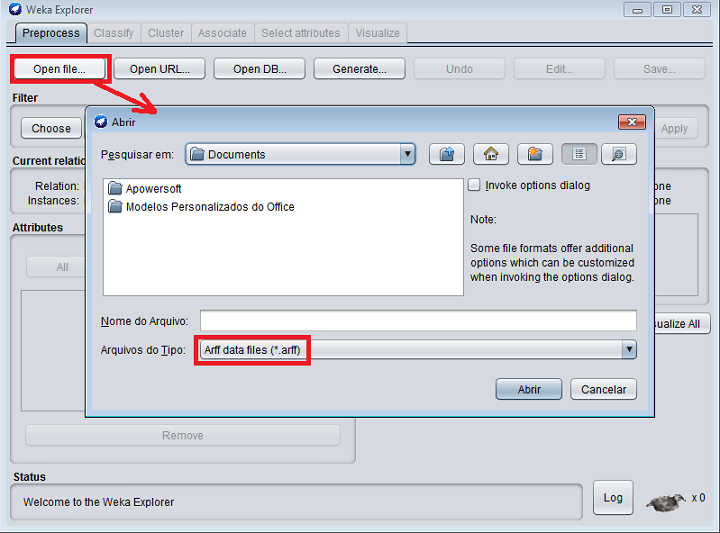 Weka Explorer
Preprocess Classify Cluster Associate Select attributes Visualize
Open file... Open URL... Open DB... Generate... Undo Edit... Save...
Filter
Choose Apply
Abrir
Pesquisar em: Documents
Apowersoft
Modelos Personalizados do Office
Invoke options dialog
Note:
Some file formats offer additional
options which can be customized
when invoking the options dialog.
Nome do Arquivo:
Arquivos do Tipo: Arff data files (*.arff)
Abrir Cancelar
Current relatio
Relation:
Instances:
one
one
Attributes
All
ualize All
Remove
Status
Welcome to the Weka Explorer
Log
x 0